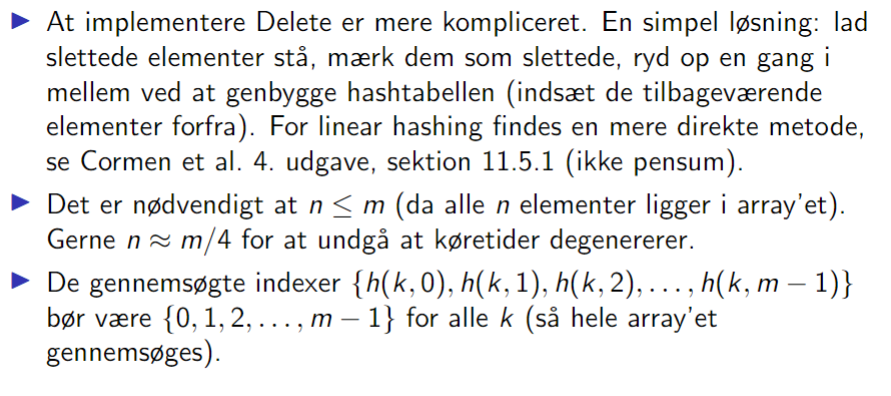 ▶ At implementere Delete er mere kompliceret. En simpel løsning: lad
slettede elementer stå, mærk dem som slettede, ryd op en gang i
mellem ved at genbygge hashtabellen (indsæt de tilbageværende
elementer forfra). For linear hashing findes en mere direkte metode,
se Cormen et al. 4. udgave, sektion 11.5.1 (ikke pensum).
▶ Det er nødvendigt at n ≤ m (da alle n elementer ligger i array'et).
Gerne n ≈ m/4 for at undgå at køretider degenererer.
▶ De gennemsøgte indexer {h(k, 0), h(k, 1), h(k, 2), . . . , h(k, m − 1)}
bør være {0, 1, 2, . . . , m − 1} for alle k (så hele array'et
gennemsøges).